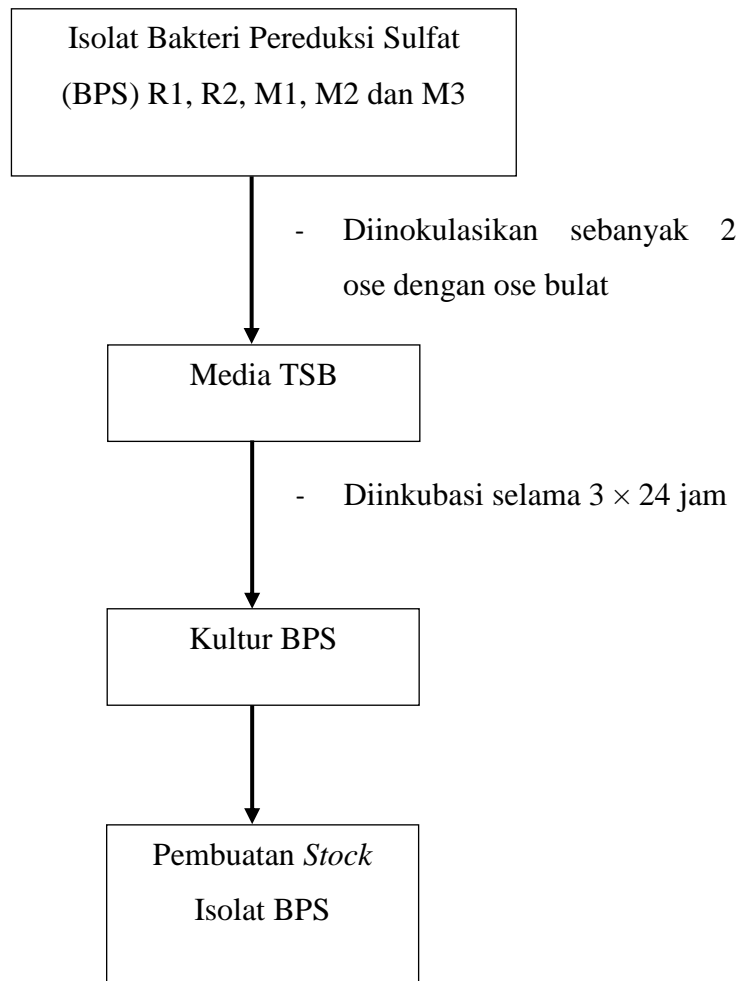 Isolat Bakteri Pereduksi Sulfat
(BPS) R1, R2, M1, M2 dan M3
- Diinokulasikan sebanyak 2
ose dengan ose bulat
Media TSB
- Diinkubasi selama 3 × 24 jam
Kultur BPS
Pembuatan Stock
Isolat BPS